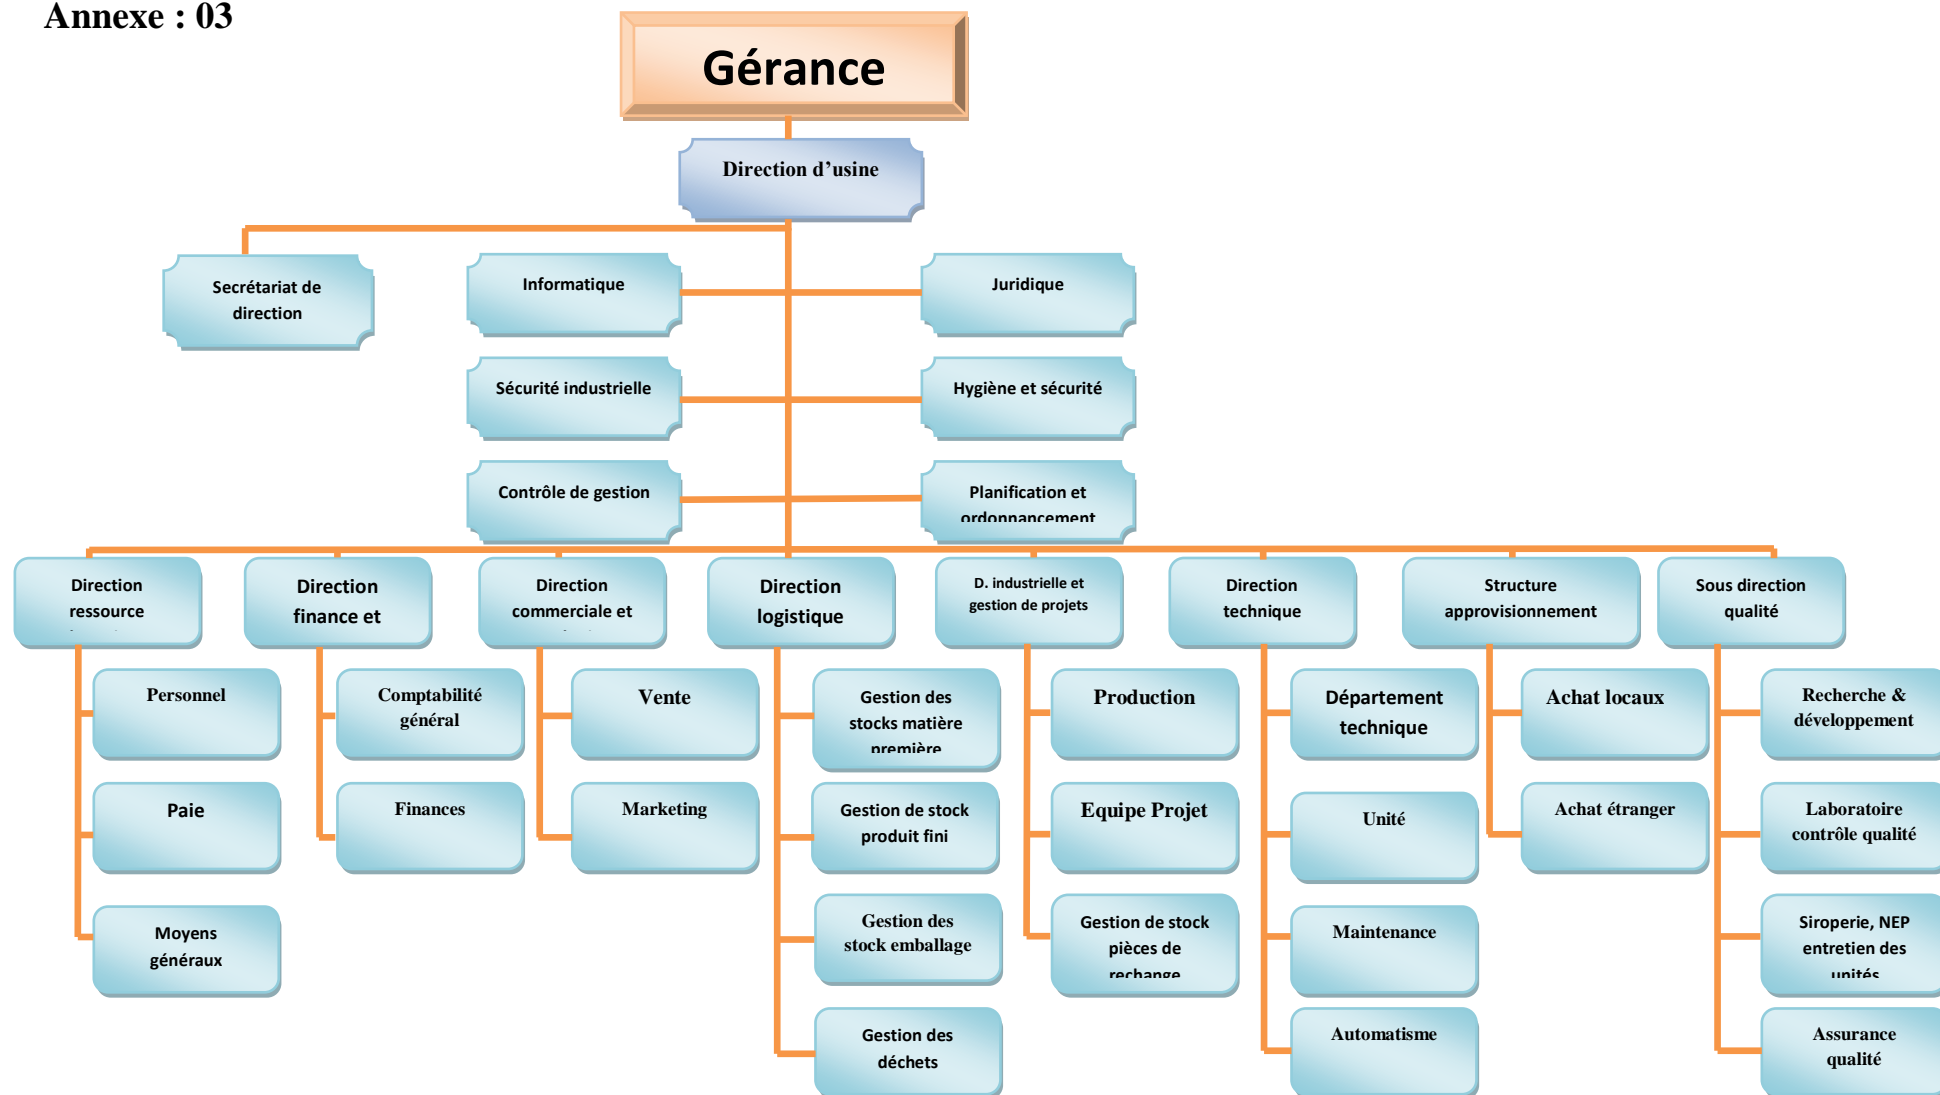 Annexe : 03
Gérance
Direction d’usine
Secrétariat de
direction
Informatique
Juridique
Sécurité industrielle
Hygiène et sécurité
Contrôle de gestion
Planification et
ordonnancement
Direction
ressource
Direction
finance et
Direction
commerciale et
Direction
logistique
D. industrielle et
gestion de projets
Direction
technique
Structure
approvisionnement
Sous direction
qualité
Personnel
Paie
Moyens
généraux
Comptabilité
général
Finances
Vente
Marketing
Gestion des
stocks matière
première
Gestion de stock
produit fini
Gestion des
stock emballage
Gestion des
déchets
Production
Equipe Projet
Gestion de stock
pièces de
rechange
Département
technique
Unité
Maintenance
Automatisme
Achat locaux
Achat étranger
Recherche &
développement
Laboratoire
contrôle qualité
Siroperie, NEP
entretien des
unités
Assurance
qualité